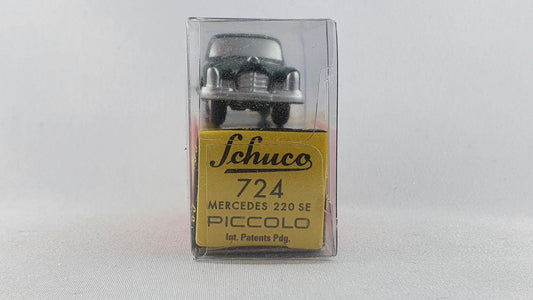 Schuco
724
MERCEDES 220 SE
PICCOLO
Int. Patents Pdg.